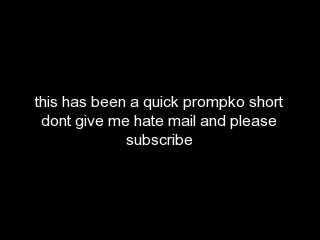 this has been a quick prompko short
dont give me hate mail and please
subscribe